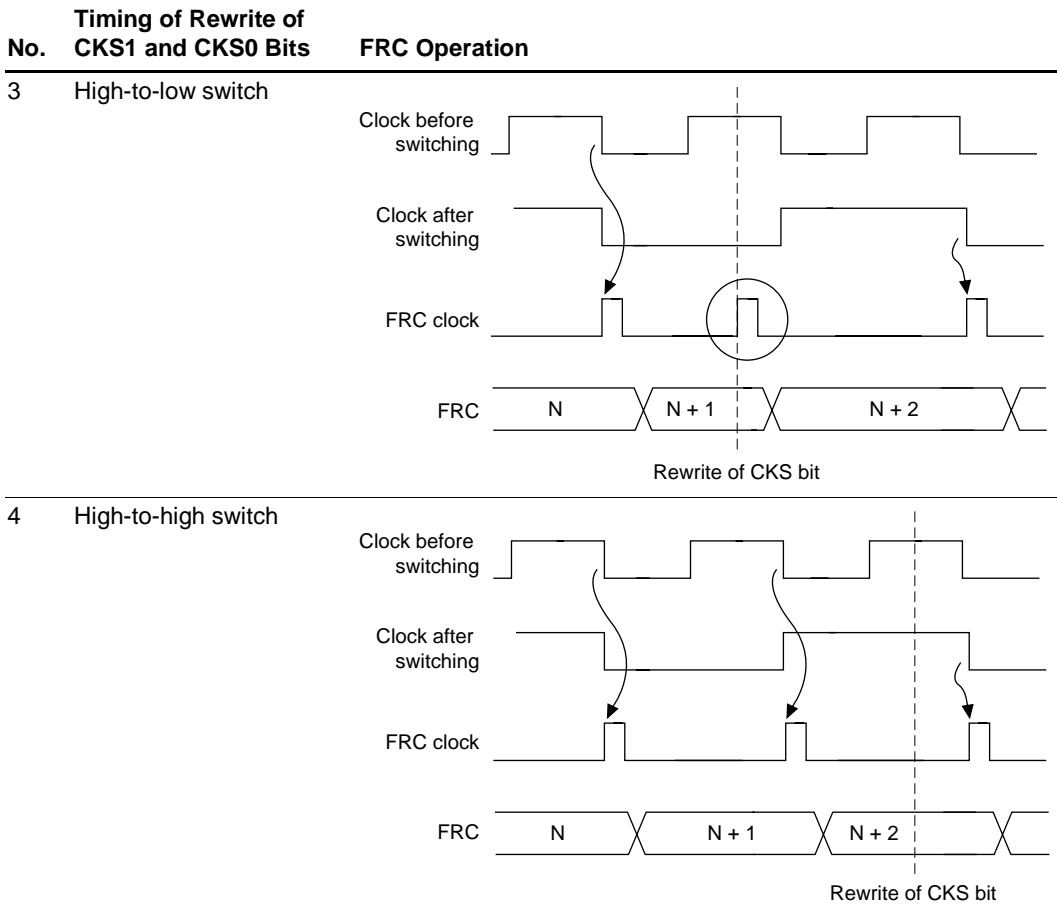 Timing of Rewrite of
No. CKS1 and CKS0 Bits FRC Operation
3 High-to-low switch
Clock before
switching
Clock after
switching
FRC clock
FRC N N + 1 N + 2
Rewrite of CKS bit
4 High-to-high switch
Clock before
switching
Clock after
switching
FRC clock
FRC N N + 1 N + 2
Rewrite of CKS bit